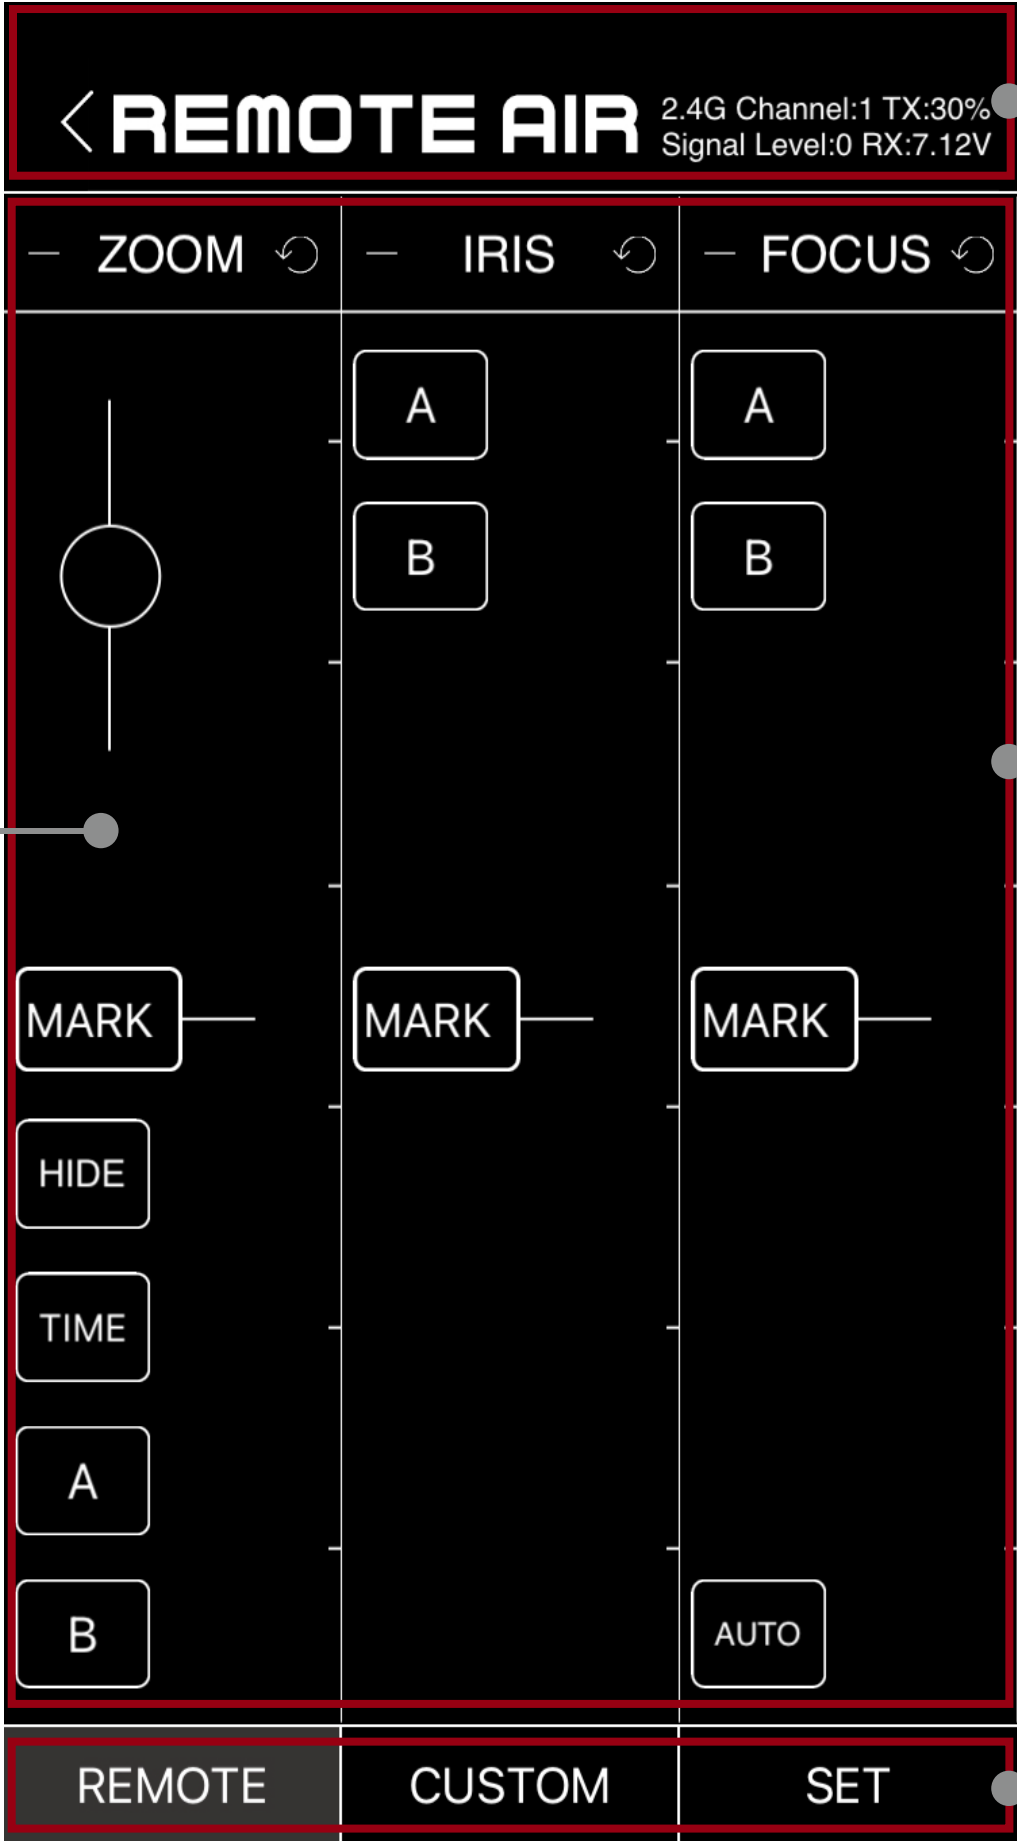 REMOTE AIR
2.4G Channel:1 TX:30%
Signal Level:0 RX:7.12V
ZOOM
IRIS
FOCUS
A
A
B
B
MARK
MARK
MARK
HIDE
TIME
A
B
AUTO
REMOTE
CUSTOM
SET